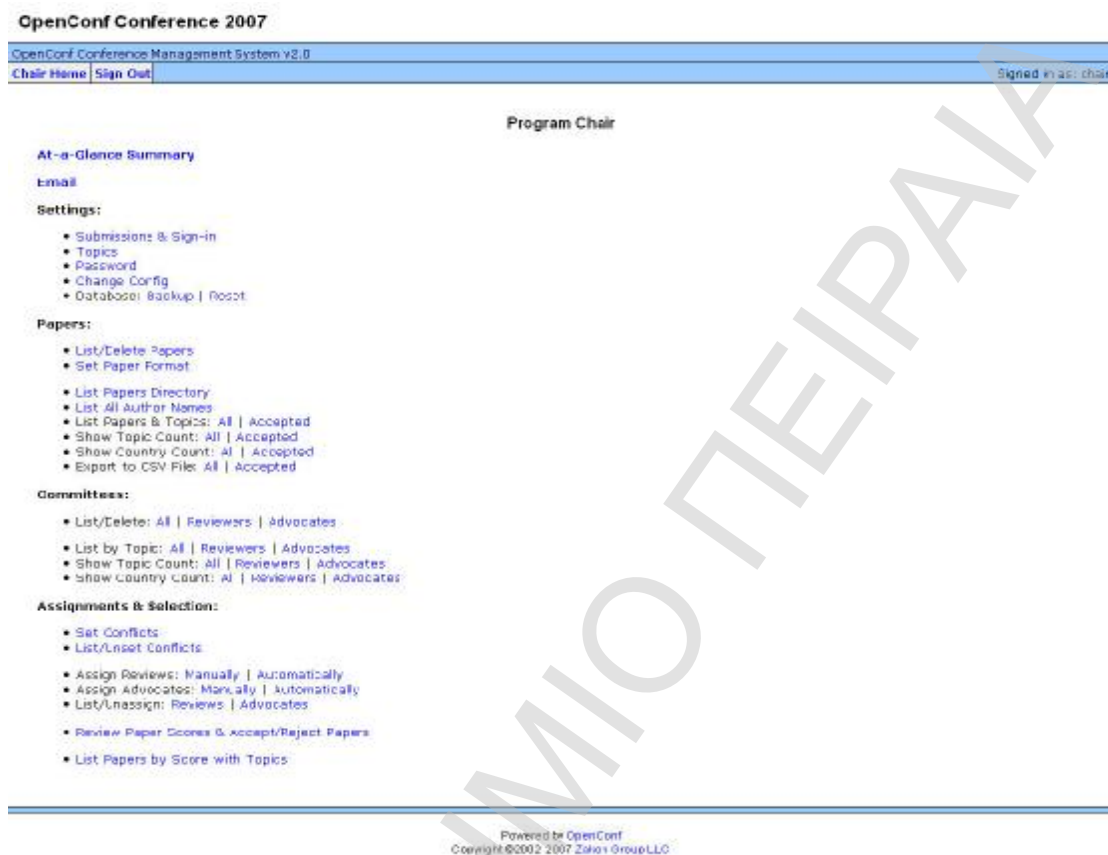 OpenConf Conference 2007
OpenConf Conference Management System v2.0
Chair Home Sign Out Signed in as: chair
Program Chair
At-a-Glance Summary
Email
Settings:
• Submissions & Sign-in
• Topics
• Password
• Change Config
• Database: Backup | Reset
Papers:
• List/Delete Papers
• Set Paper Format
• List Papers Directory
• List All Author Names
• List Papers & Topics: All | Accepted
• Show Topic Count: All | Accepted
• Show Country Count: All | Accepted
• Export to CSV File: All | Accepted
Committees:
• List/Delete: All | Reviewers | Advocates
• List by Topic: All | Reviewers | Advocates
• Show Topic Count: All | Reviewers | Advocates
• Show Country Count: All | Reviewers | Advocates
Assignments & Selection:
• Set Conflicts
• List/Unset Conflicts
• Assign Reviews: Manually | Automatically
• Assign Advocates: Manually | Automatically
• List/Unassign: Reviews | Advocates
• Review Paper Scores & Accept/Reject Papers
• List Papers by Score with Topics
Powered by OpenConf
Copyright ©2002-2007 Zakon Group LLC
ΜΙΟ ΠΕΙΡΑΙΑ